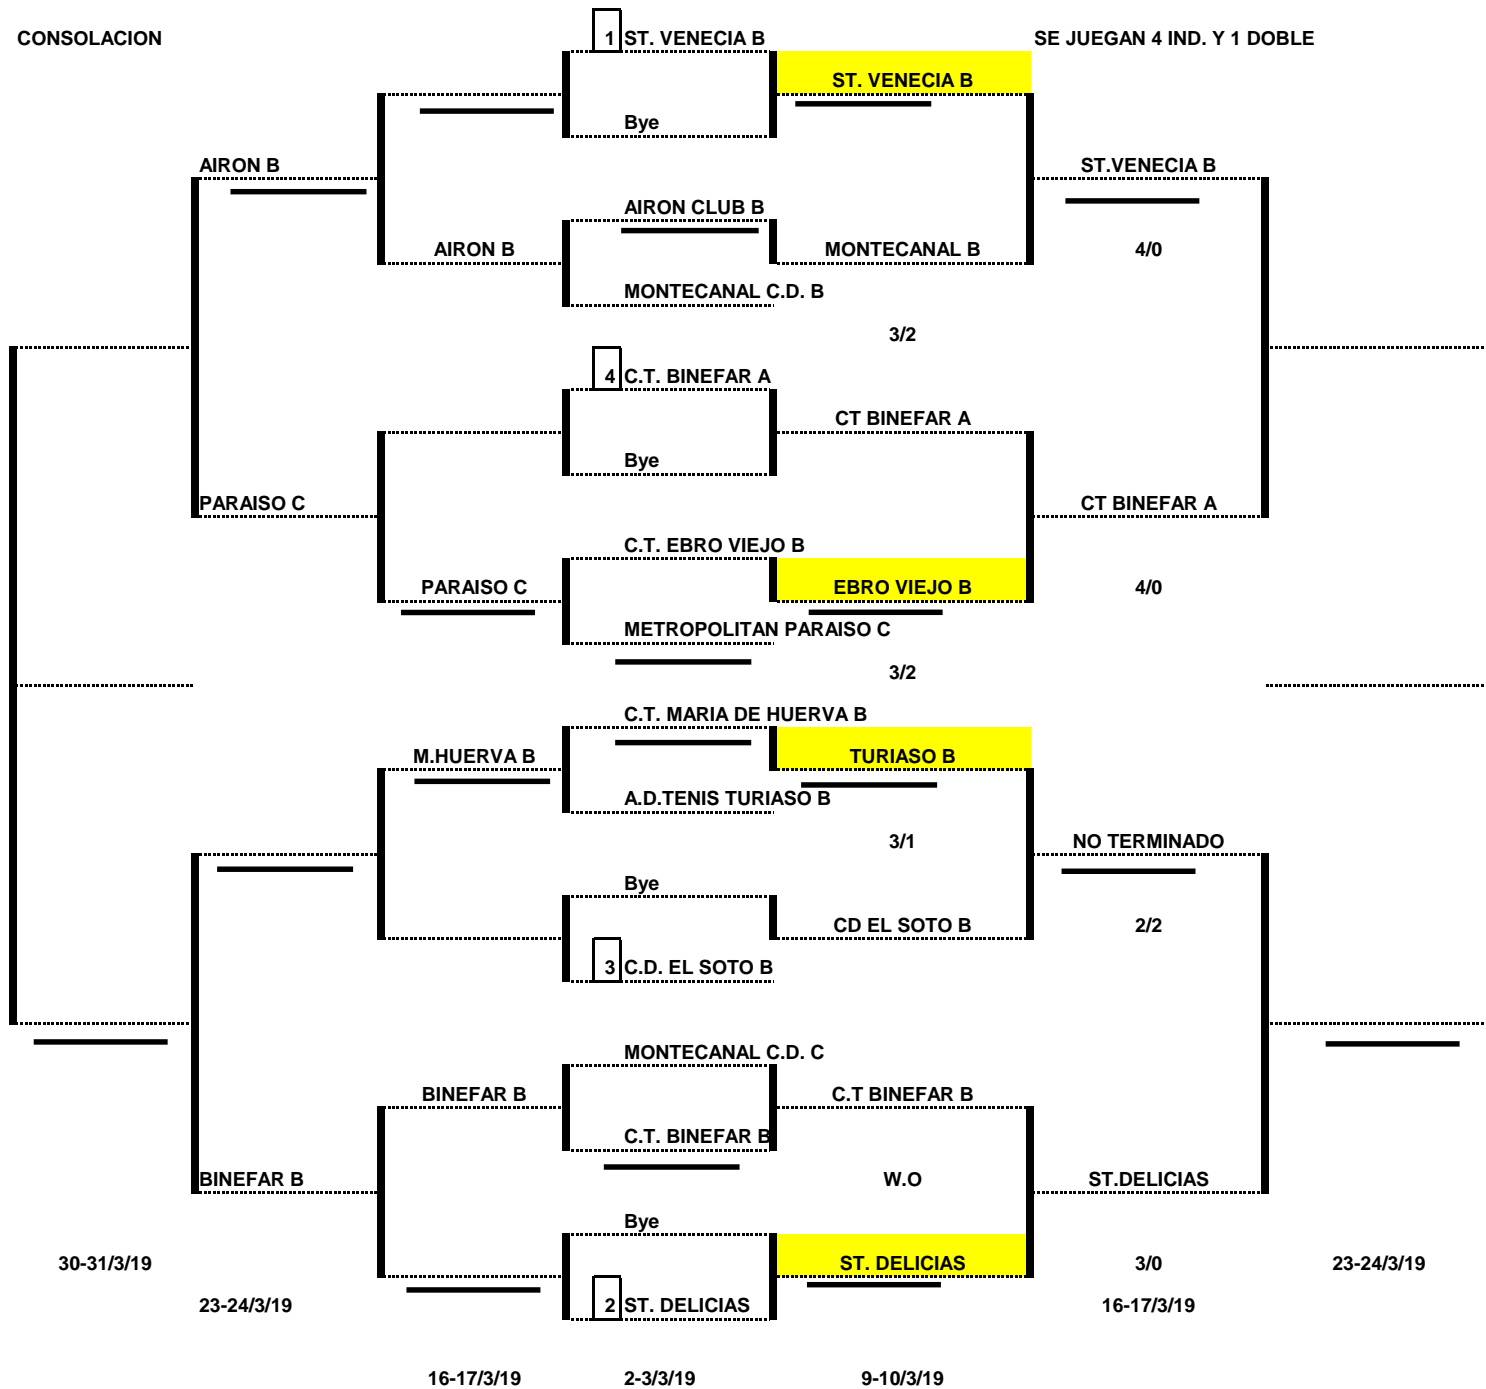 1 ST. VENECIA B
CONSOLACION
SE JUEGAN 4 IND. Y 1 DOBLE
ST. VENECIA B
Bye
AIRON B
ST.VENECIA B
AIRON CLUB B
AIRON B
MONTECANAL B
4/0
MONTECANAL C.D. B
3/2
4 C.T. BINEFAR A
CT BINEFAR A
Bye
PARAISO C
CT BINEFAR A
C.T. EBRO VIEJO B
PARAISO C
EBRO VIEJO B
4/0
METROPOLITAN PARAISO C
3/2
C.T. MARIA DE HUERVA B
M.HUERVA B
TURIASO B
A.D.TENIS TURIASO B
3/1
NO TERMINADO
Bye
CD EL SOTO B
2/2
3 C.D. EL SOTO B
MONTECANAL C.D. C
BINEFAR B
C.T BINEFAR B
C.T. BINEFAR B
BINEFAR B
W.O
ST.DELICIAS
Bye
30-31/3/19
ST. DELICIAS
3/0
23-24/3/19
23-24/3/19
2 ST. DELICIAS
16-17/3/19
16-17/3/19
2-3/3/19
9-10/3/19